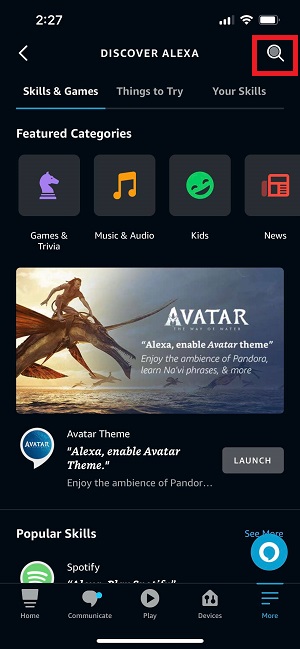 2:27
DISCOVER ALEXA
Skills & Games
Things to Try
Your Skills
Featured Categories
Games &
Trivia
Music & Audio
Kids
News
AVATAR
THE WAY OF WATER
“Alexa, enable Avatar theme”
Enjoy the ambience of Pandora,
learn Na'vi phrases, & more
AVATAR
Avatar Theme
"Alexa, enable Avatar
Theme."
Enjoy the ambience of Pandor...
LAUNCH
Popular Skills
See More
Spotify
“Alexa, Play Spotify”
Home
Communicate
Play
Devices
More